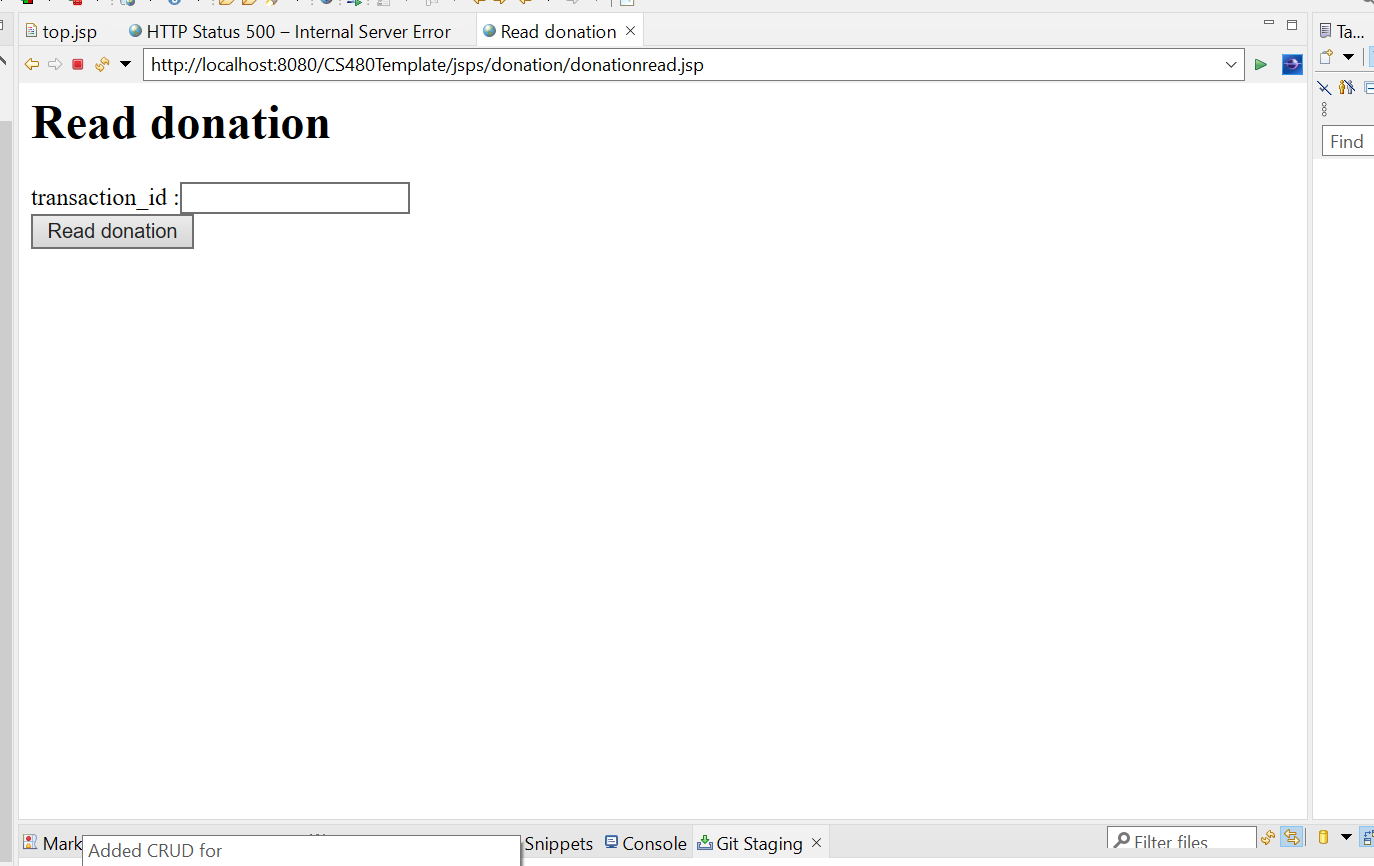 top.jsp
HTTP Status 500 – Internal Server Error
Read donation
Ta...
http://localhost:8080/CS480Template/jsps/donation/donationread.jsp
Read donation
Find
transaction_id :
Read donation
Mark
Snippets
Console
Git Staging
Filter files
Added CRUD for